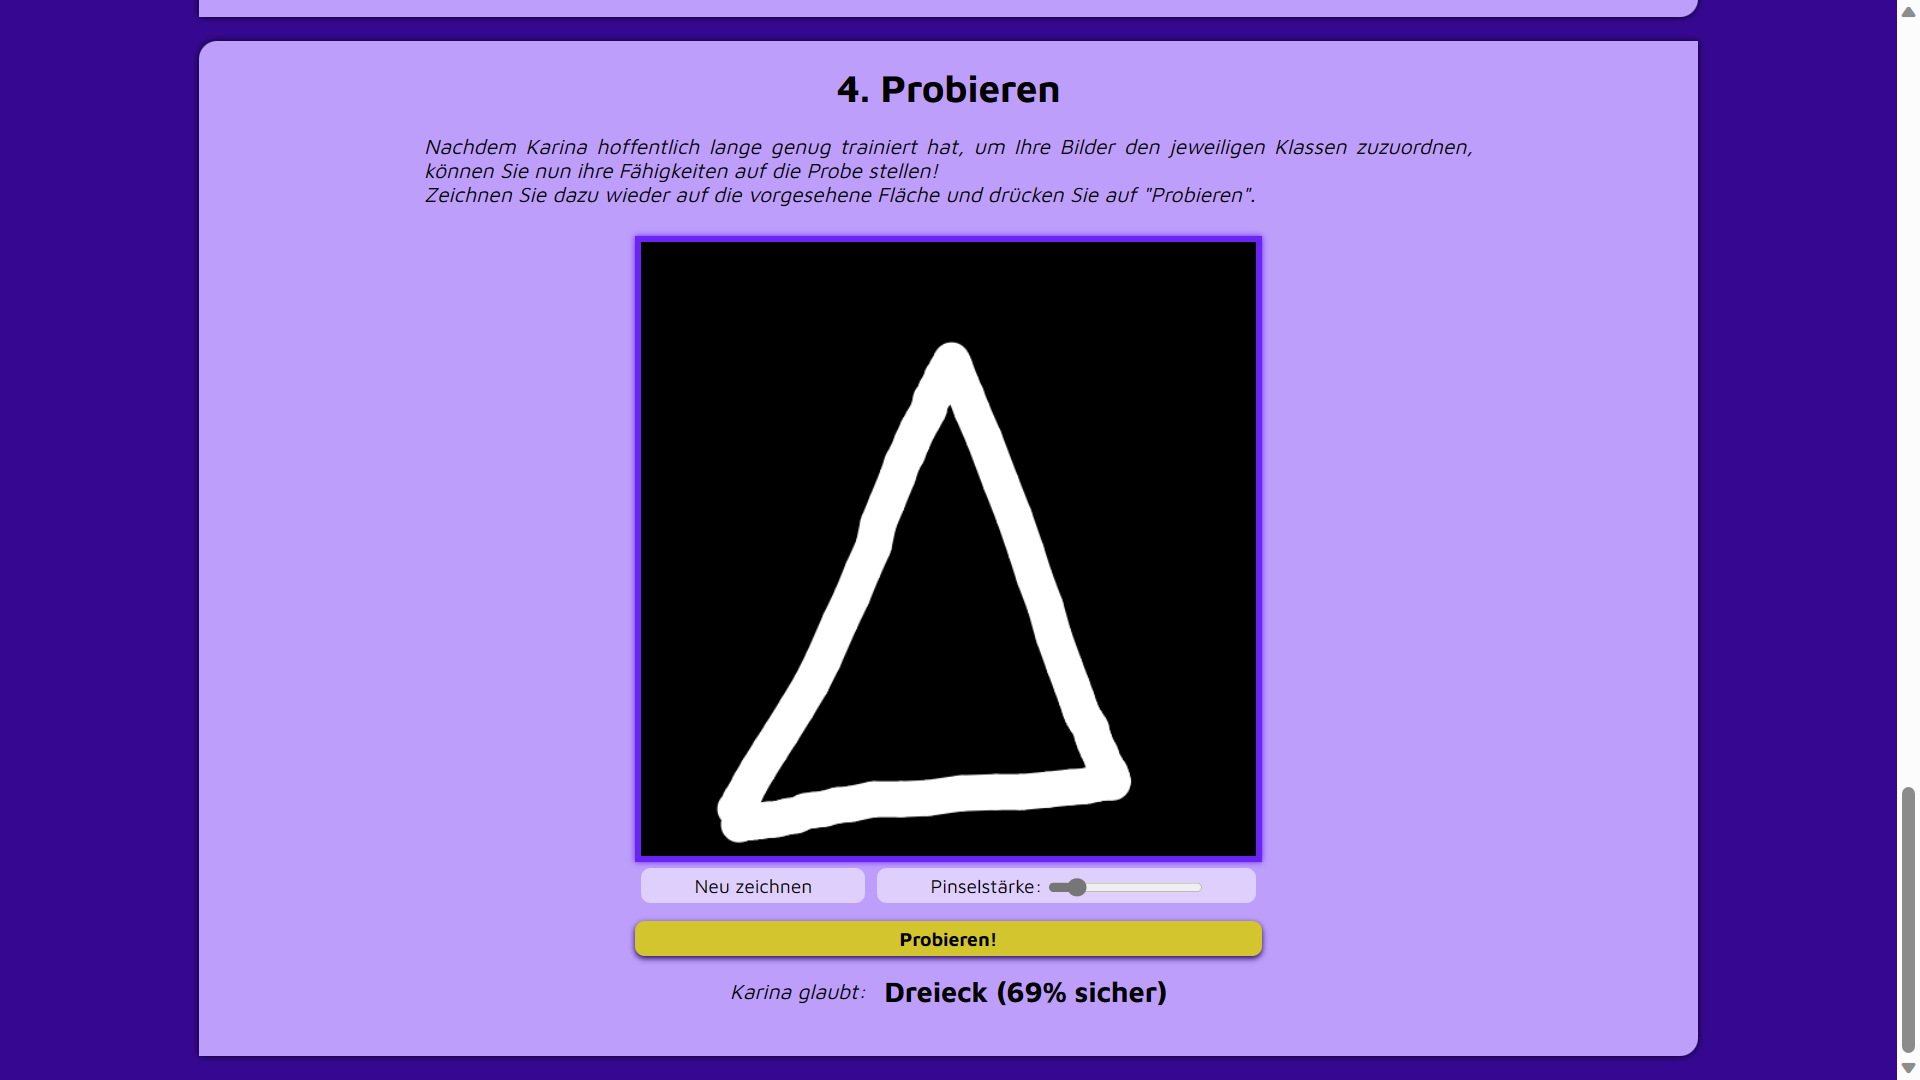 4. Probieren
Nachdem Karina hoffentlich lange genug trainiert hat, um Ihre Bilder den jeweiligen Klassen zuzuordnen,
können Sie nun ihre Fähigkeiten auf die Probe stellen!
Zeichnen Sie dazu wieder auf die vorgesehene Fläche und drücken Sie auf "Probieren".
Neu zeichnen
Pinselstärke:
Probieren!
Karina glaubt: Dreieck (69% sicher)